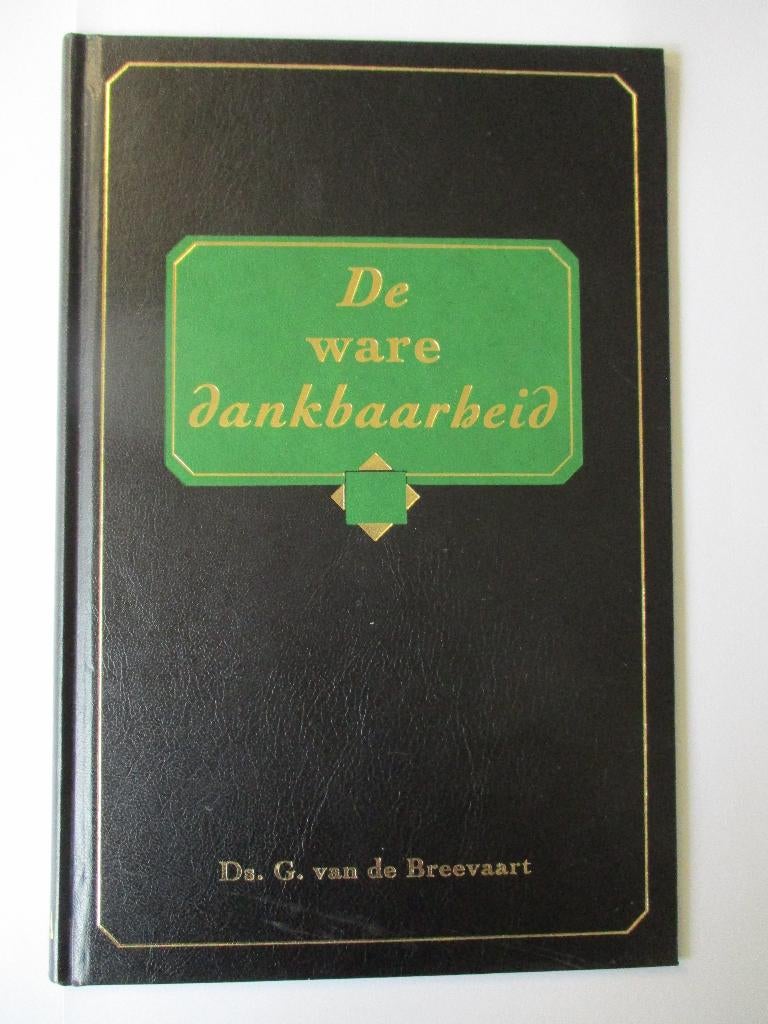 De
ware
dankbaarheid
Ds. G. van de Breevaart